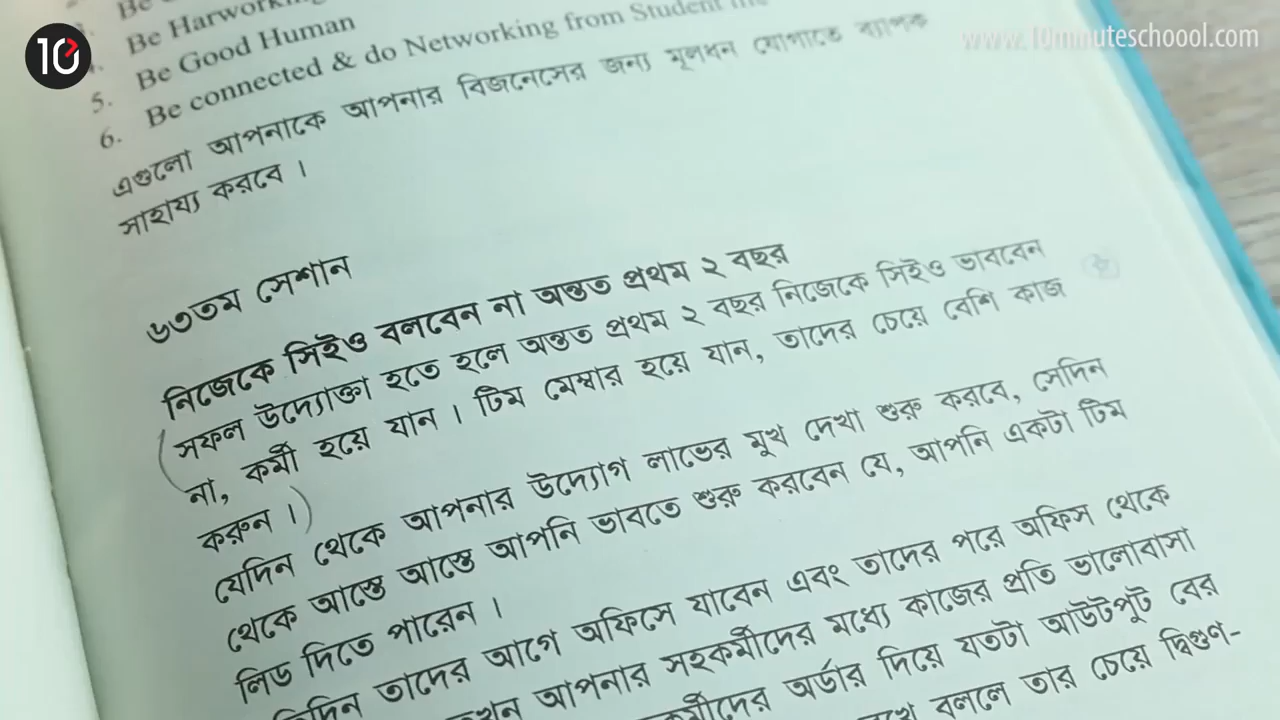 10
www.10minuteschoool.com
Be
Be
5. Be Good Human
6. Be connected & do Networking from Student
এগুলো আপনাকে আপনার বিজনেসের জন্য মূলধন যোগাতে ব্যাপক
সাহায্য করবে ।
৬৩তম সেশান
নিজেকে সিইও বলবেন না অন্তত প্রথম ২ বছর
(সফল উদ্যোক্তা হতে হলে অন্তত প্রথম ২ বছর নিজেকে সিইও ভাববেন
না, কর্মী হয়ে যান । টিম মেম্বার হয়ে যান, তাদের চেয়ে বেশি কাজ
করুন ।)
যেদিন থেকে আপনার উদ্যোগ লাভের মুখ দেখা শুরু করবে, সেদিন
থেকে আস্তে আস্তে আপনি ভাবতে শুরু করবেন যে, আপনি একটা টিম
লিড দিতে পারেন ।
তাদের আগে অফিসে যাবেন এবং তাদের পরে অফিস থেকে
আপনার সহকর্মীদের মধ্যে কাজের প্রতি ভালোবাসা
অর্ডার দিয়ে যতটা আউটপুট বের
বললে তার চেয়ে দ্বিগুণ-